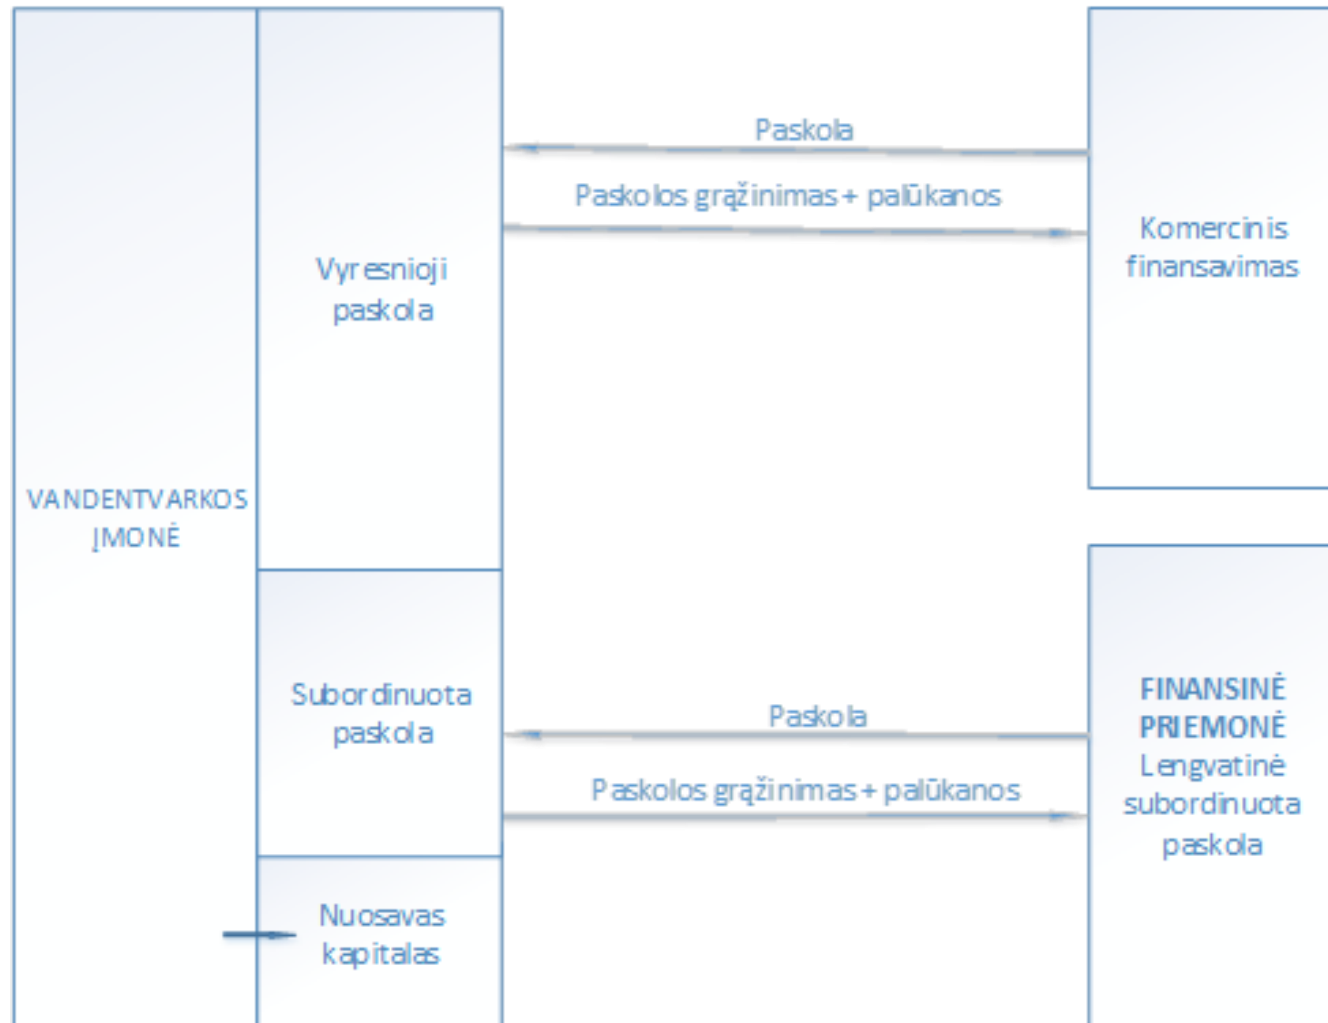 VANDENTVARKOS
ĮMONĖ
Vyresnioji
paskola
Paskola
Paskolos grąžinimas + palūkanos
Komercinis
finansavimas
Subordinuota
paskola
Paskola
Paskolos grąžinimas + palūkanos
FINANSINĖ
PRIEMONĖ
Lengvatinė
subordinuota
paskola
Nuosavas
kapitalas